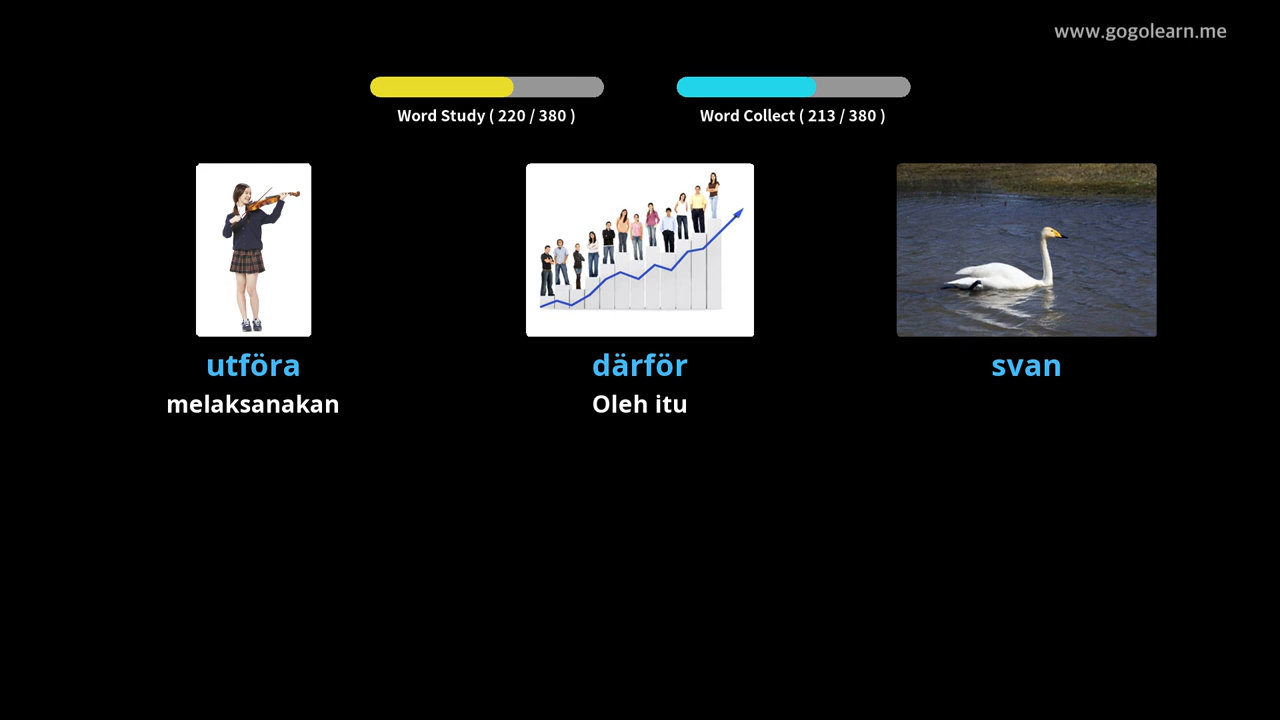 www.gogolearn.me
Word Study ( 220 / 380 )
Word Collect ( 213 / 380 )
utföra
därför
svan
melaksanakan
Oleh itu